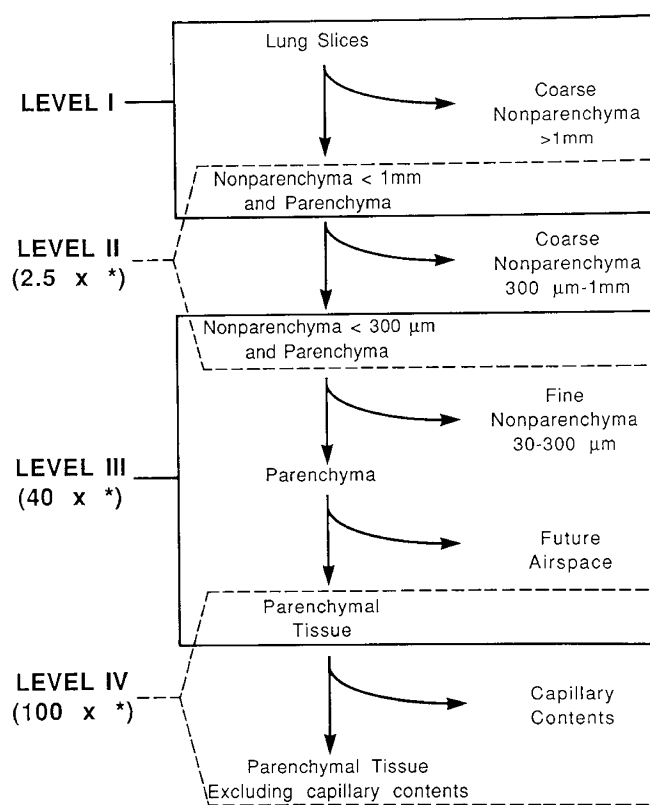 Lung Slices
LEVEL I
Coarse
Nonparenchyma
>1mm
Nonparenchyma < 1mm
and Parenchyma
LEVEL II
(2.5 x *)
Coarse
Nonparenchyma
300 µm-1mm
Nonparenchyma < 300 µm
and Parenchyma
Fine
Nonparenchyma
30-300 µm
LEVEL III
(40 x *)
Parenchyma
Future
Airspace
Parenchymal
Tissue
LEVEL IV
(100 x *)
Capillary
Contents
Parenchymal Tissue
Excluding capillary contents